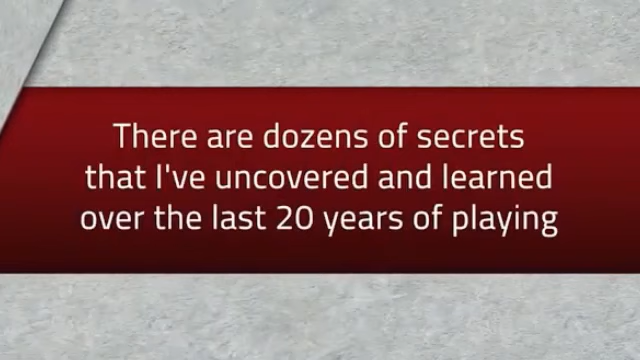 There are dozens of secrets
that I've uncovered and learned
over the last 20 years of playing